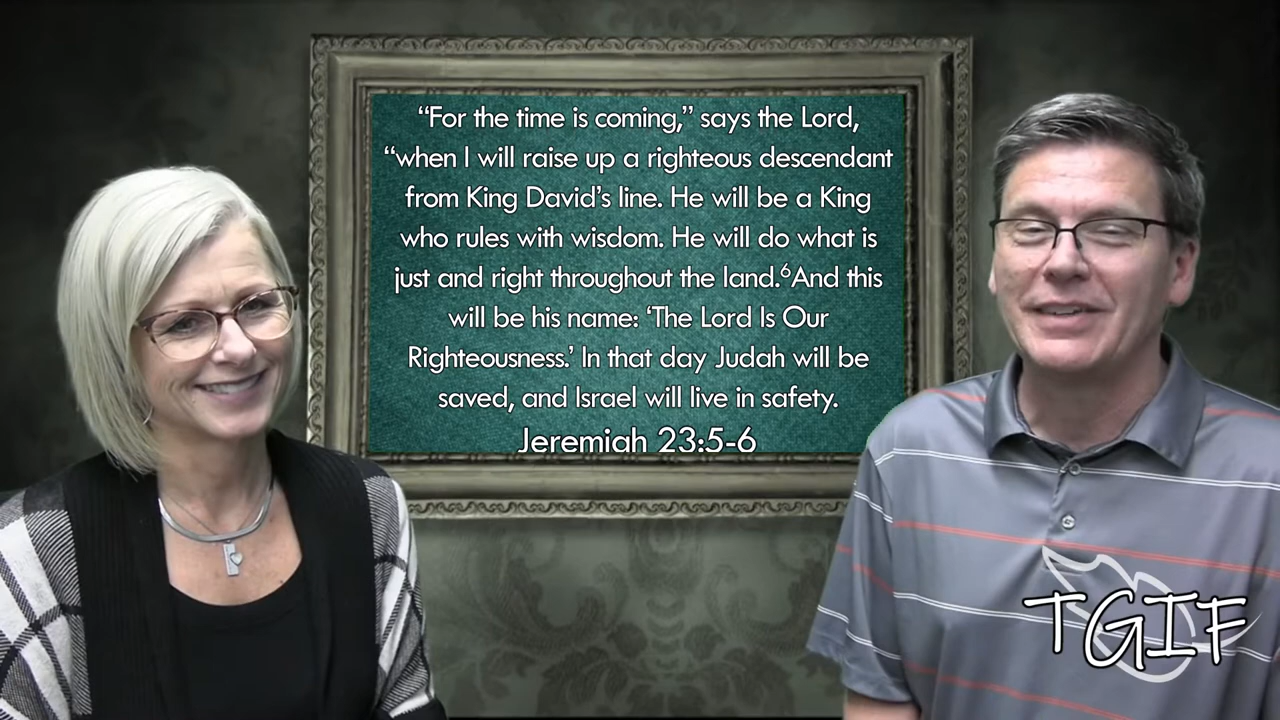 “For the time is coming,” says the Lord,
“when I will raise up a righteous descendant
from King David’s line. He will be a King
who rules with wisdom. He will do what is
just and right throughout the land.⁶And this
will be his name: ‘The Lord Is Our
Righteousness.’ In that day Judah will be
saved, and Israel will live in safety.
Jeremiah 23:5-6
TGIF